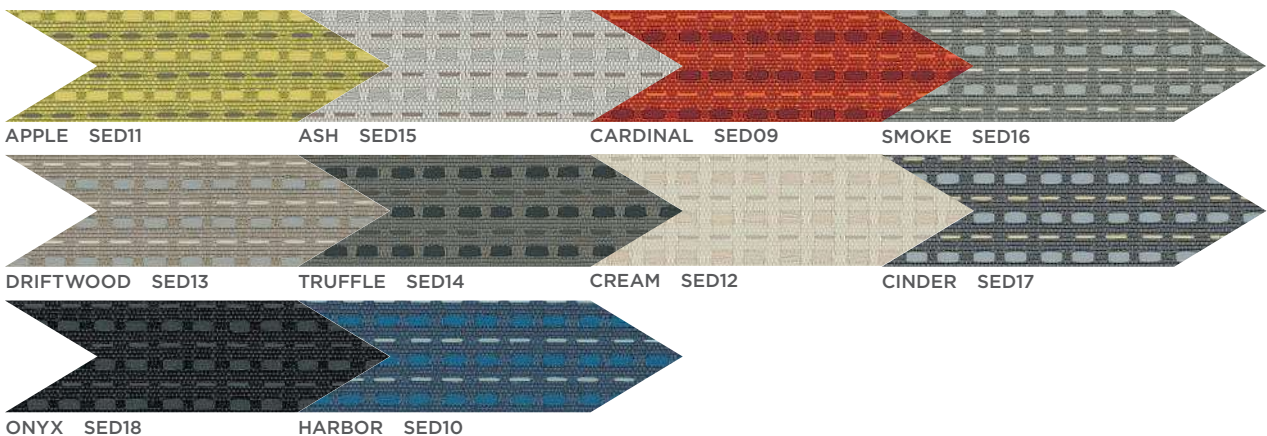 APPLE SED11 ASH SED15 CARDINAL SED09 SMOKE SED16
DRIFTWOOD SED13 TRUFFLE SED14 CREAM SED12 CINDER SED17
ONYX SED18 HARBOR SED10